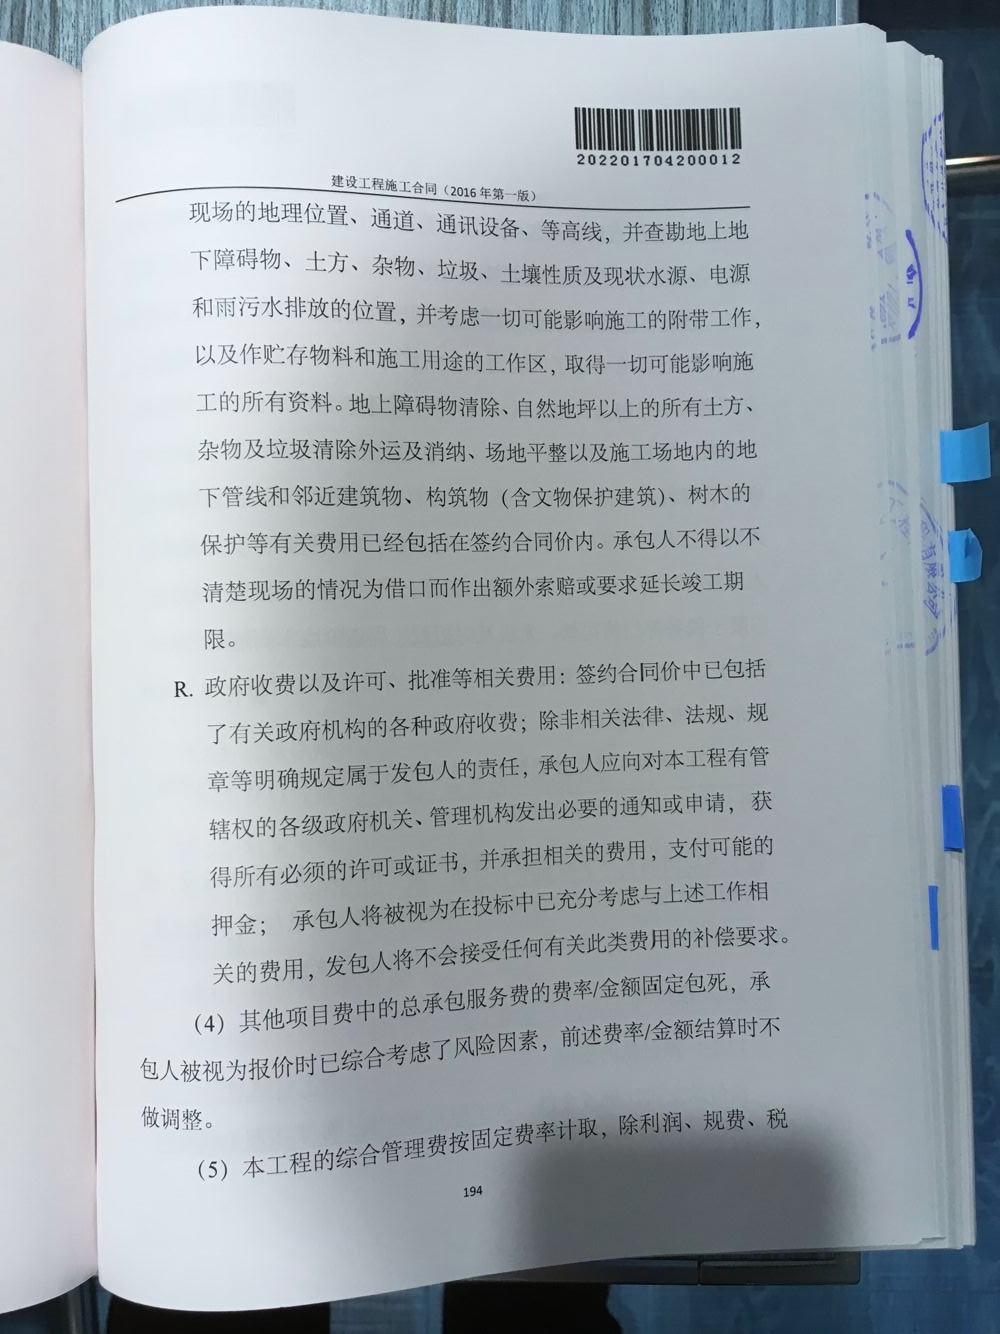 202201704200012
建设工程施工合同（2016年第一版）
现场的地理位置、通道、通讯设备、等高线，并查勘地上地
下障碍物、土方、杂物、垃圾、土壤性质及现状水源、电源
和雨污水排放的位置，并考虑一切可能影响施工的附带工作，
以及作贮存物料和施工用途的工作区，取得一切可能影响施
工的所有资料。地上障碍物清除、自然地坪以上的所有土方、
杂物及垃圾清除外运及消纳、场地平整以及施工场地内的地
下管线和邻近建筑物、构筑物（含文物保护建筑）、树木的
保护等有关费用已经包括在签约合同价内。承包人不得以不
清楚现场的情况为借口而作出额外索赔或要求延长竣工期
限。
R. 政府收费以及许可、批准等相关费用：签约合同价中已包括
了有关政府机构的各种政府收费；除非相关法律、法规、规
章等明确规定属于发包人的责任，承包人应向对本工程有管
辖权的各级政府机关、管理机构发出必要的通知或申请，获
得所有必须的许可或证书，并承担相关的费用，支付可能的
押金； 承包人将被视为在投标中已充分考虑与上述工作相
关的费用，发包人将不会接受任何有关此类费用的补偿要求。
（4）其他项目费中的总承包服务费的费率/金额固定包死，承
包人被视为报价时已综合考虑了风险因素，前述费率/金额结算时不
做调整。
（5）本工程的综合管理费按固定费率计取，除利润、规费、税
194
有限公司